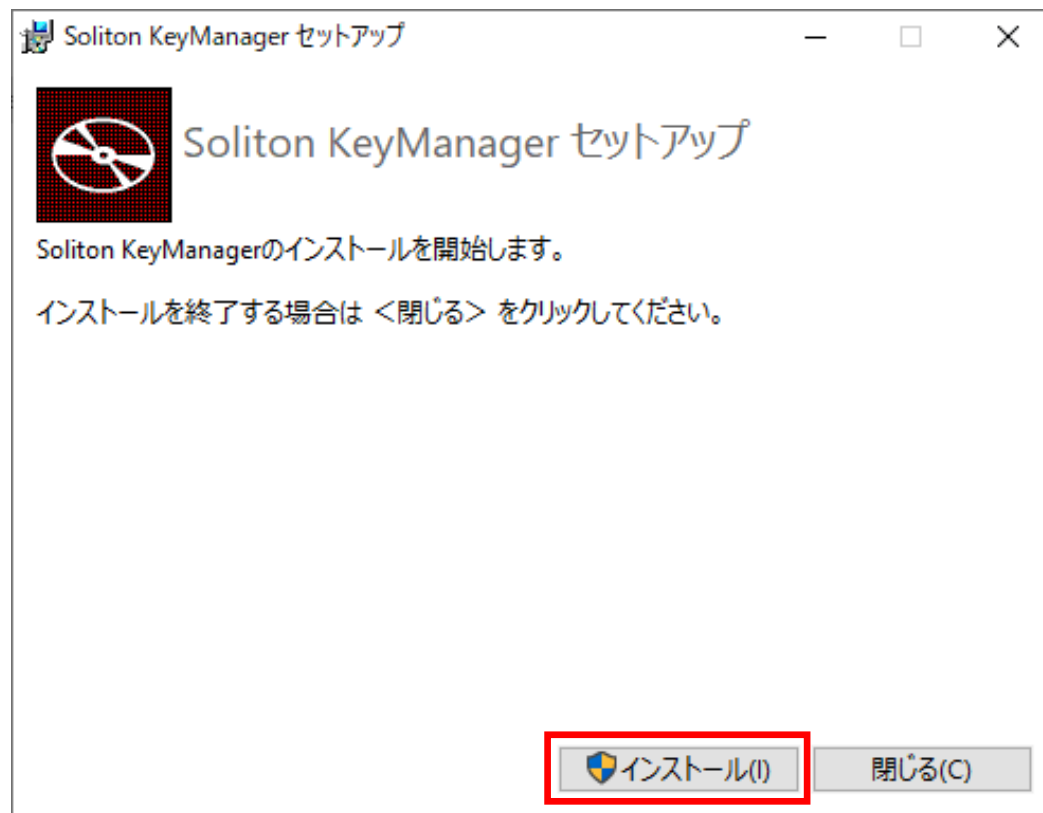 Soliton KeyManager セットアップ
Soliton KeyManager セットアップ
Soliton KeyManagerのインストールを開始します。
インストールを終了する場合は ＜閉じる＞ をクリックしてください。
インストール(I)
閉じる(C)